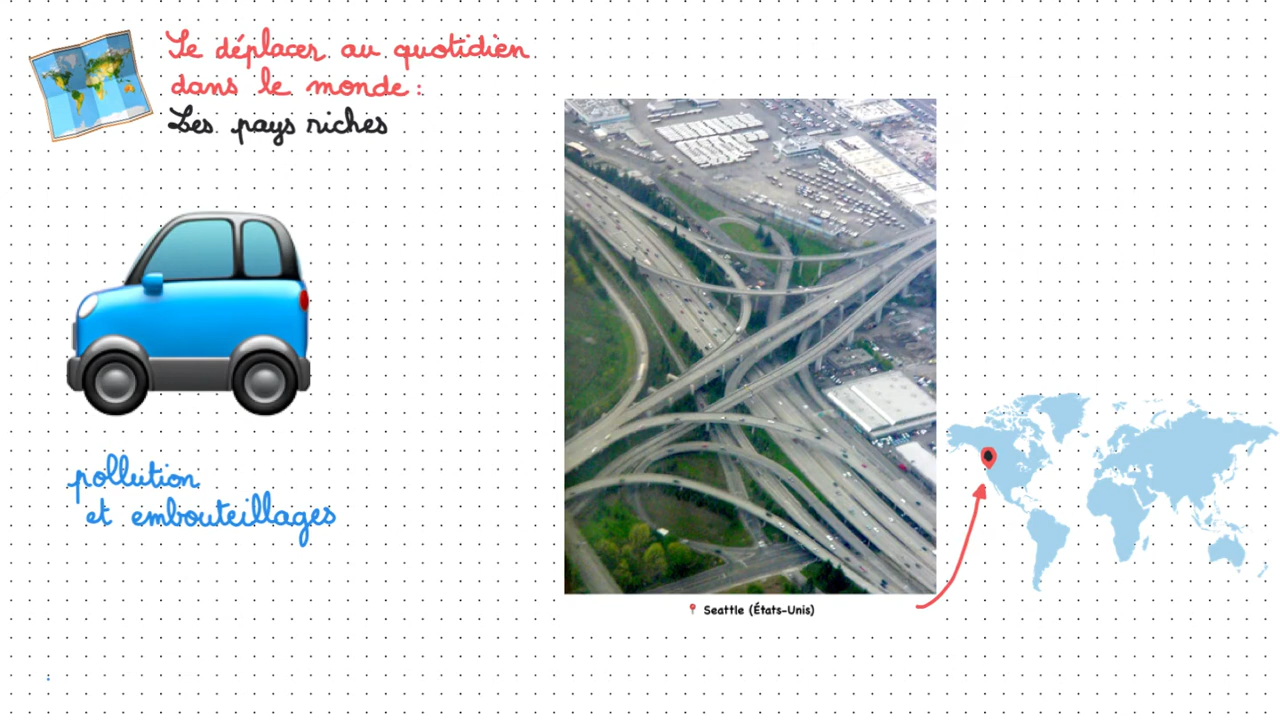 Se déplacer au quotidien
dans le monde :
Les pays riches
pollution
et embouteillages
Seattle (États-Unis)